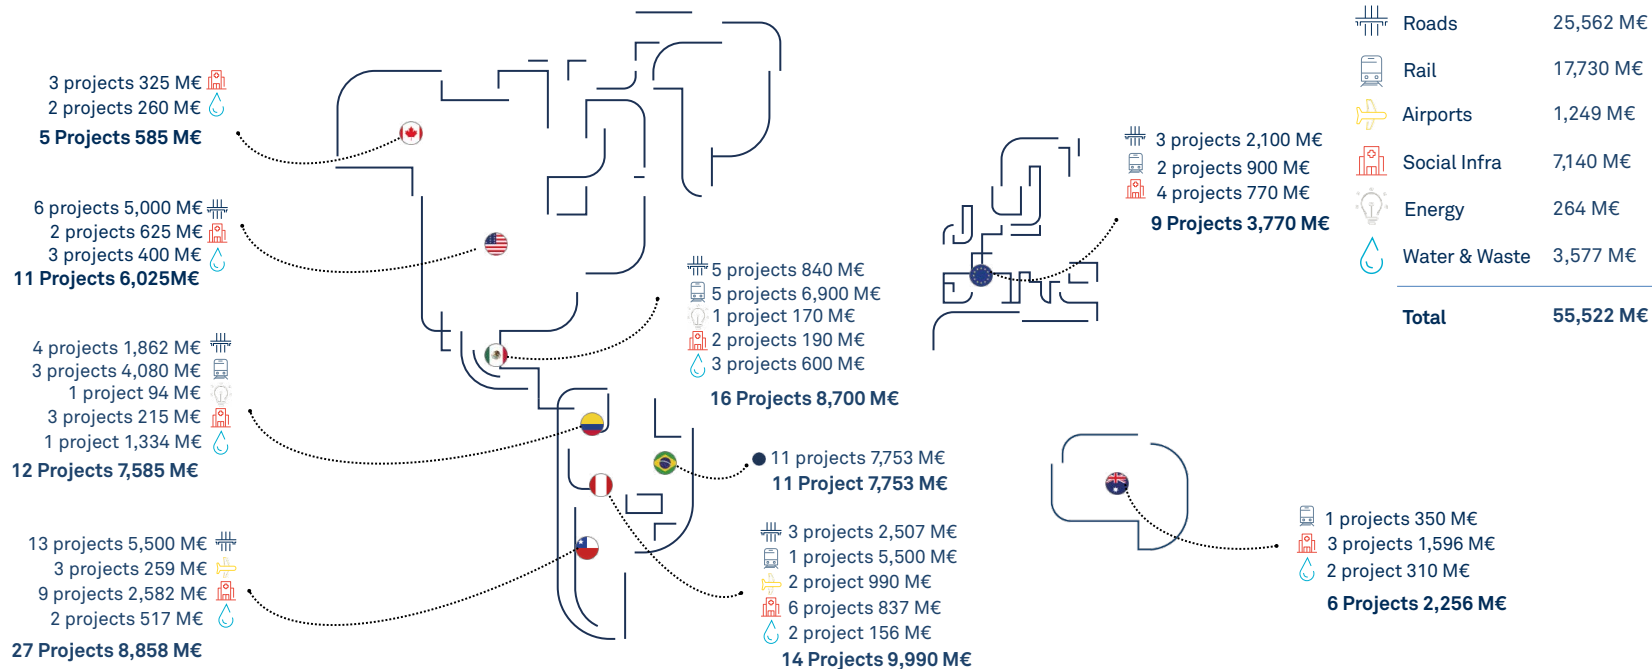 3 projects 325 M€
2 projects 260 M€
5 Projects 585 M€
6 projects 5,000 M€
2 projects 625 M€
3 projects 400 M€
11 Projects 6,025M€
4 projects 1,862 M€
3 projects 4,080 M€
1 project 94 M€
3 projects 215 M€
1 project 1,334 M€
12 Projects 7,585 M€
13 projects 5,500 M€
3 projects 259 M€
9 projects 2,582 M€
2 projects 517 M€
27 Projects 8,858 M€
5 projects 840 M€
5 projects 6,900 M€
1 project 170 M€
2 projects 190 M€
3 projects 600 M€
16 Projects 8,700 M€
11 projects 7,753 M€
11 Project 7,753 M€
3 projects 2,507 M€
1 projects 5,500 M€
2 project 990 M€
6 projects 837 M€
2 project 156 M€
14 Projects 9,990 M€
3 projects 2,100 M€
2 projects 900 M€
4 projects 770 M€
9 Projects 3,770 M€
1 projects 350 M€
3 projects 1,596 M€
2 project 310 M€
6 Projects 2,256 M€
Roads 25,562 M€
Rail 17,730 M€
Airports 1,249 M€
Social Infra 7,140 M€
Energy 264 M€
Water & Waste 3,577 M€
Total 55,522 M€